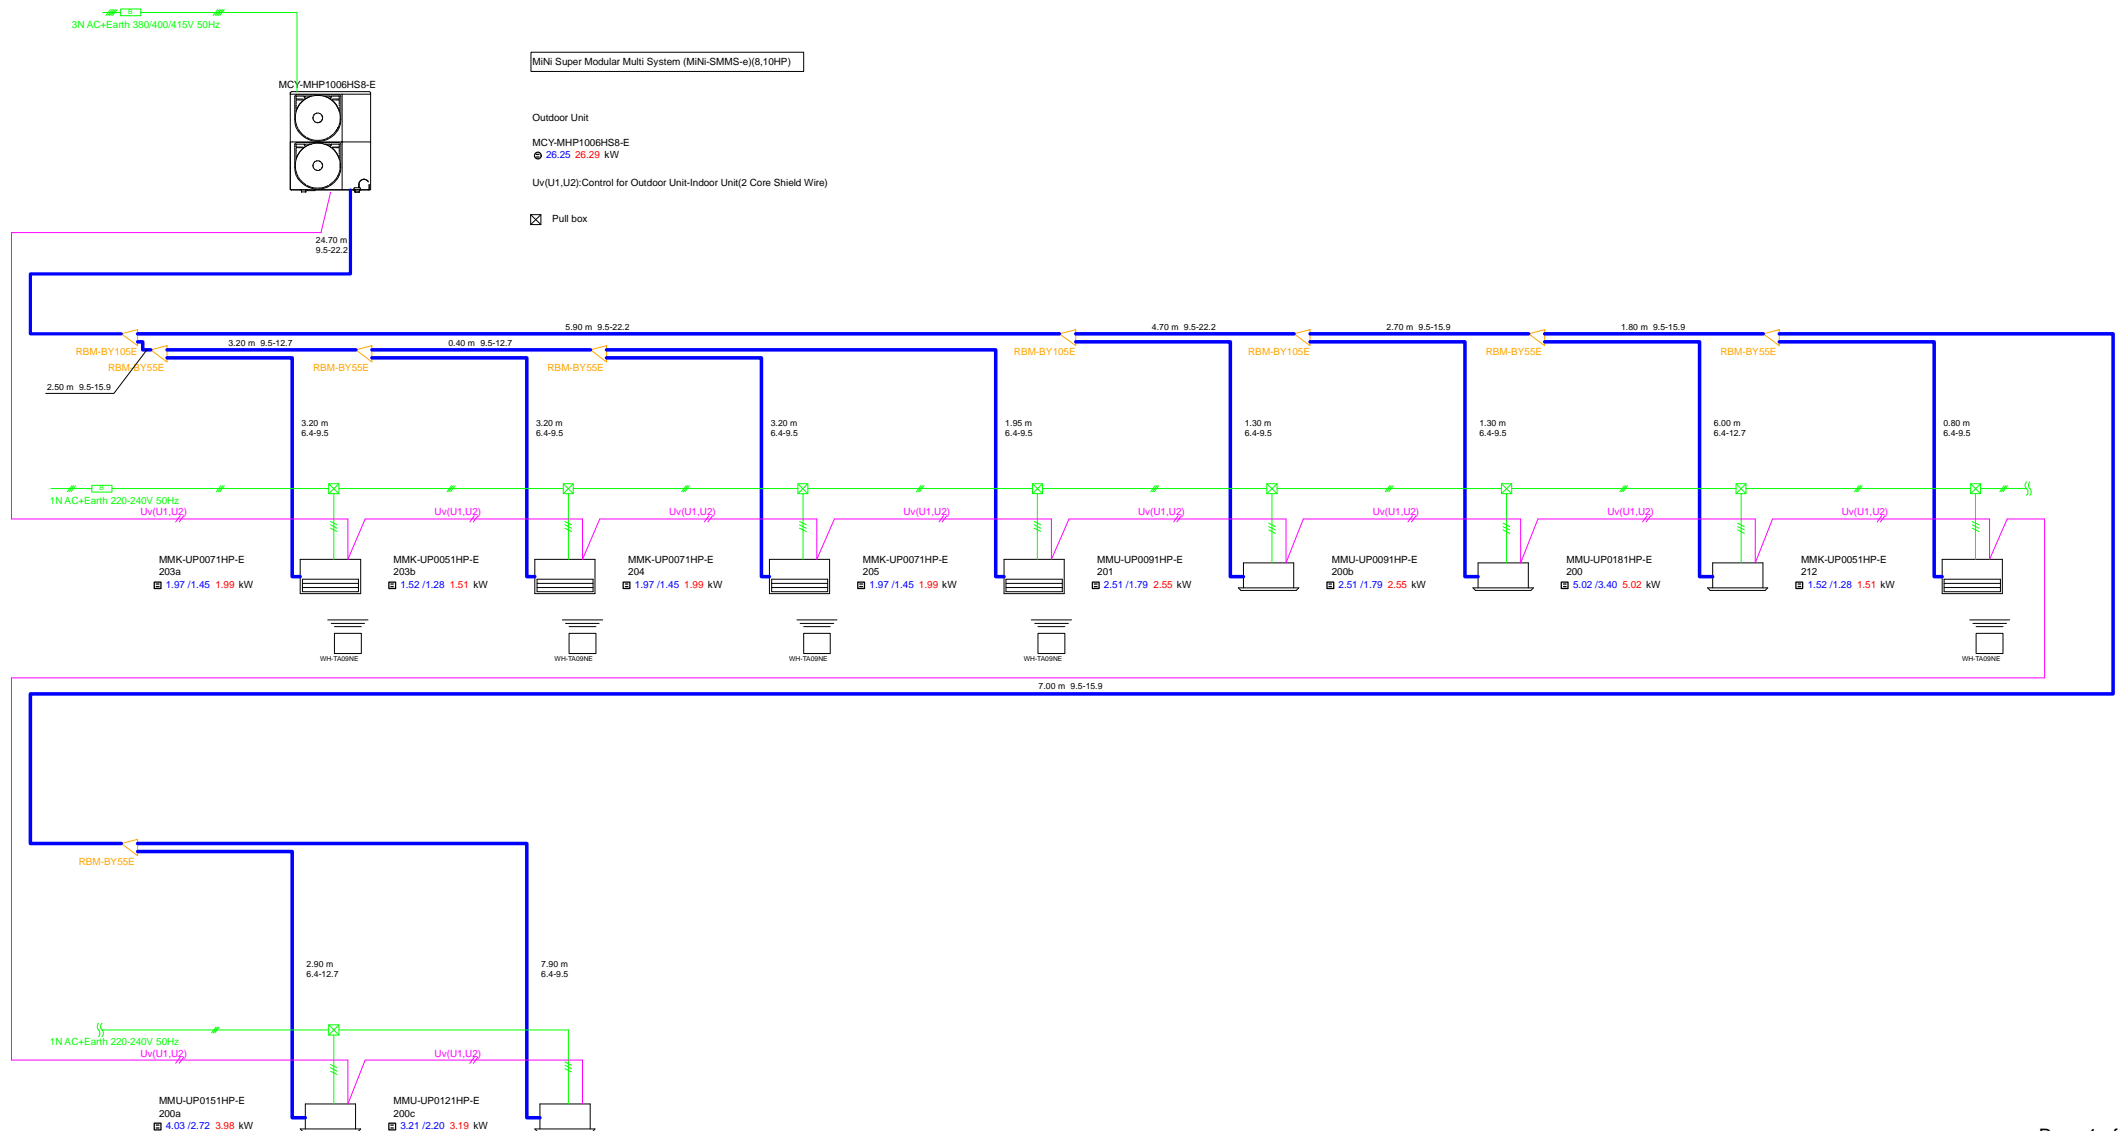 3N AC+Earth 380/400/415V 50Hz
B
MCY-MHP1006HS8-E
MiNi Super Modular Multi System (MiNi-SMMS-e)(8,10HP)
Outdoor Unit
MCY-MHP1006HS8-E
26.25 26.29 kW
Uv(U1,U2):Control for Outdoor Unit-Indoor Unit(2 Core Shield Wire)
Pull box
24.70 m
9.5-22.2
5.90 m 9.5-22.2
4.70 m 9.5-22.2
2.70 m 9.5-15.9
1.80 m 9.5-15.9
3.20 m 9.5-12.7
0.40 m 9.5-12.7
RBM-BY105E
RBM-BY55E
RBM-BY55E
RBM-BY55E
RBM-BY105E
RBM-BY105E
RBM-BY55E
RBM-BY55E
2.50 m 9.5-15.9
3.20 m
6.4-9.5
3.20 m
6.4-9.5
3.20 m
6.4-9.5
1.95 m
6.4-9.5
1.30 m
6.4-9.5
1.30 m
6.4-9.5
6.00 m
6.4-12.7
0.80 m
6.4-9.5
B
1N AC+Earth 220-240V 50Hz
Uv(U1,U2)
Uv(U1,U2)
Uv(U1,U2)
Uv(U1,U2)
Uv(U1,U2)
Uv(U1,U2)
Uv(U1,U2)
Uv(U1,U2)
MMK-UP0071HP-E
203a
1.97 /1.45 1.99 kW
MMK-UP0051HP-E
203b
1.52 /1.28 1.51 kW
MMK-UP0071HP-E
204
1.97 /1.45 1.99 kW
MMK-UP0071HP-E
205
1.97 /1.45 1.99 kW
MMU-UP0091HP-E
201
2.51 /1.79 2.55 kW
MMU-UP0091HP-E
200b
2.51 /1.79 2.55 kW
MMU-UP0181HP-E
200
5.02 /3.40 5.02 kW
MMK-UP0051HP-E
212
1.52 /1.28 1.51 kW
WH-TA09NE
WH-TA09NE
WH-TA09NE
WH-TA09NE
WH-TA09NE
7.00 m 9.5-15.9
RBM-BY55E
2.90 m
6.4-12.7
7.90 m
6.4-9.5
1N AC+Earth 220-240V 50Hz
Uv(U1,U2)
Uv(U1,U2)
MMU-UP0151HP-E
200a
4.03 /2.72 3.98 kW
MMU-UP0121HP-E
200c
3.21 /2.20 3.19 kW